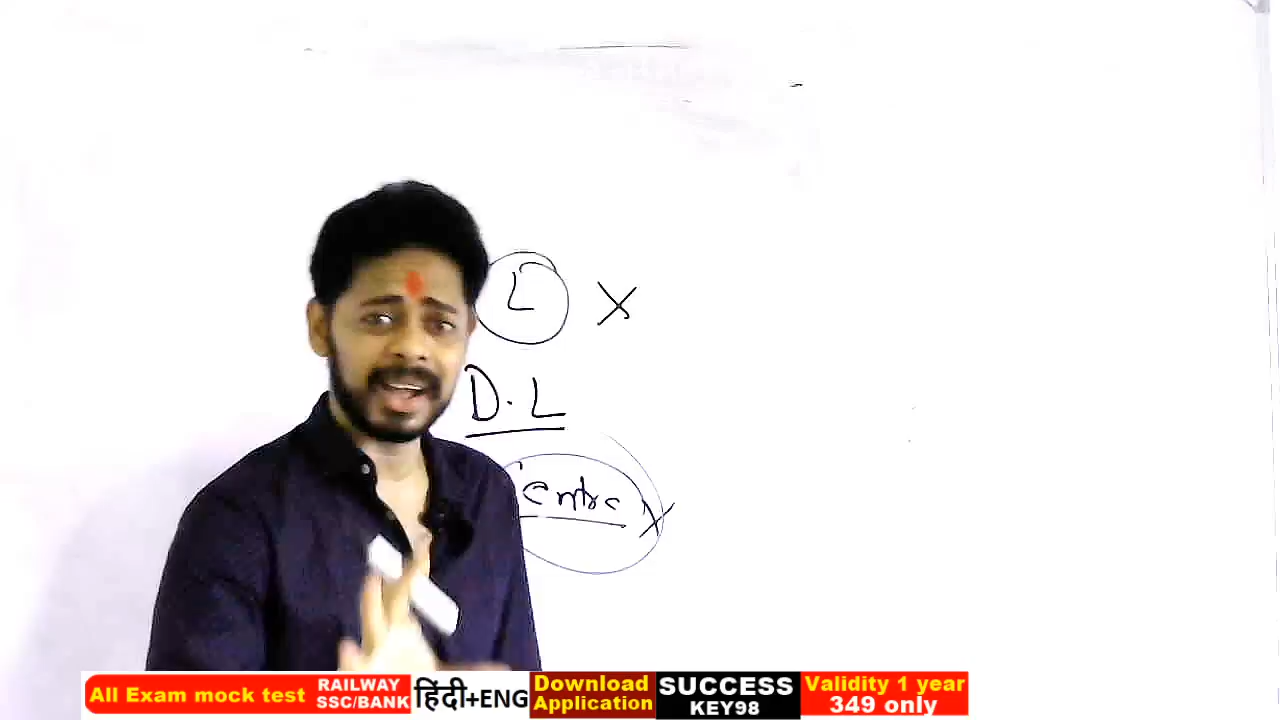 L X
D.L
Centre X
All Exam mock test
RAILWAY
SSC/BANK
हिंदी+ENG
Download
Application
SUCCESS
KEY98
Validity 1 year
349 only